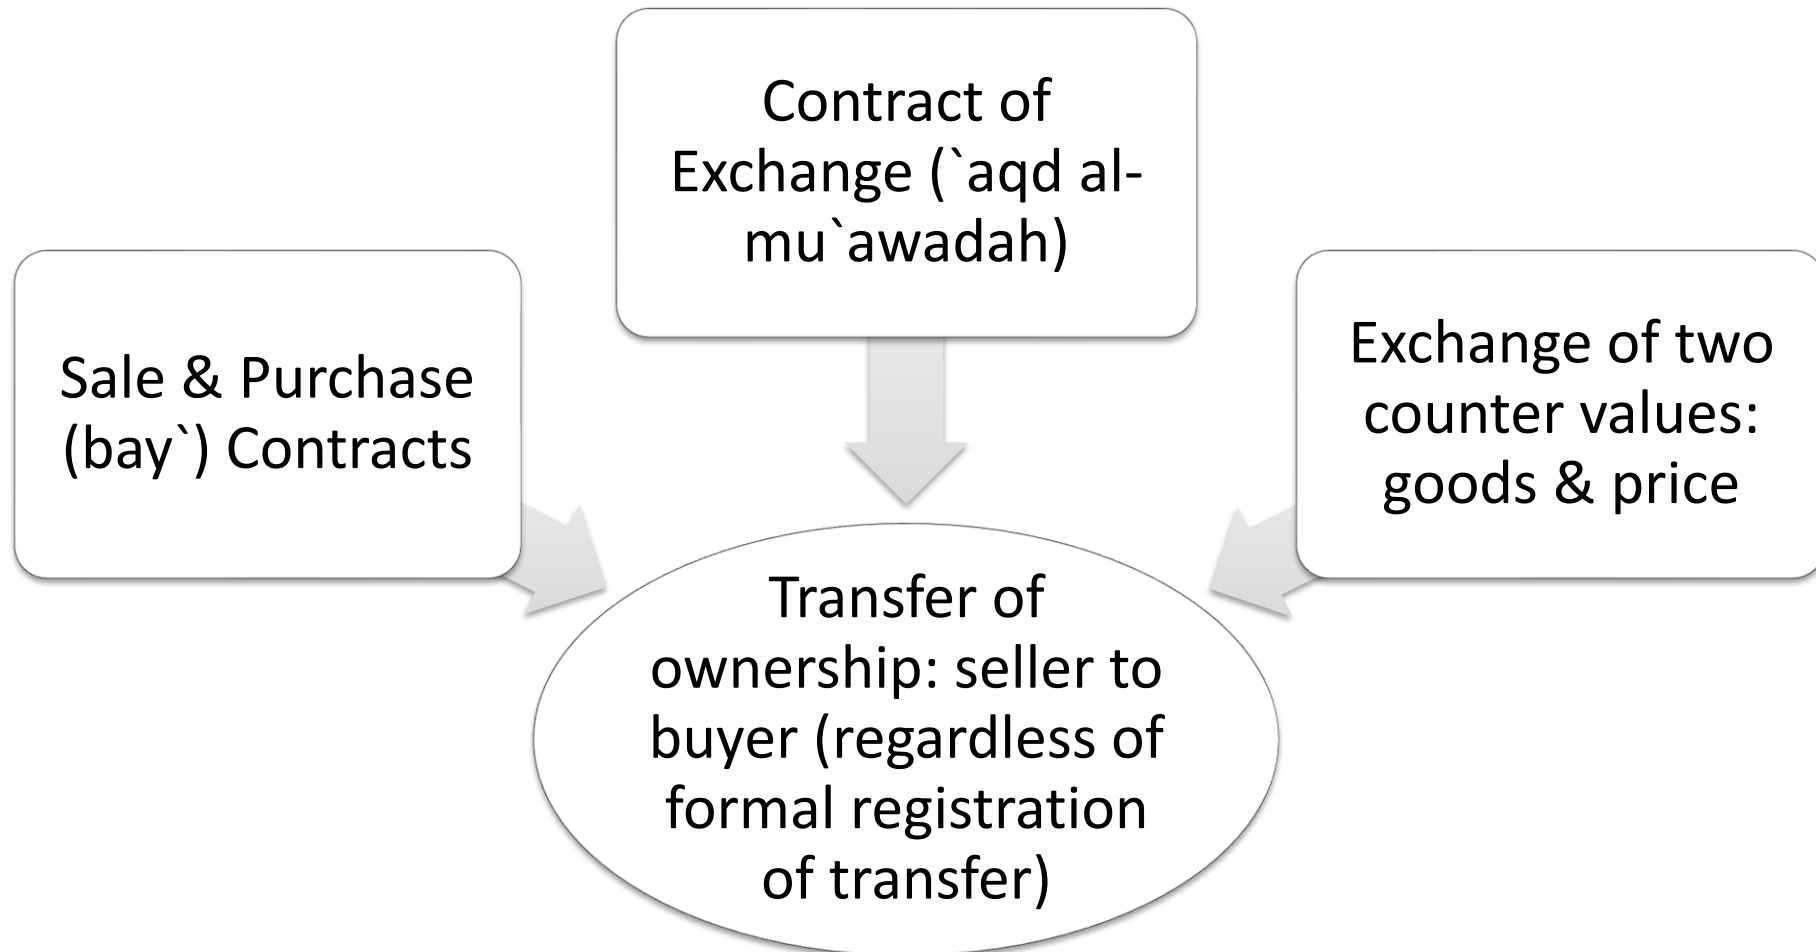 Contract of
Exchange (`aqd al-
mu`awadah)
Sale & Purchase
(bay`) Contracts
Exchange of two
counter values:
goods & price
Transfer of
ownership: seller to
buyer (regardless of
formal registration
of transfer)